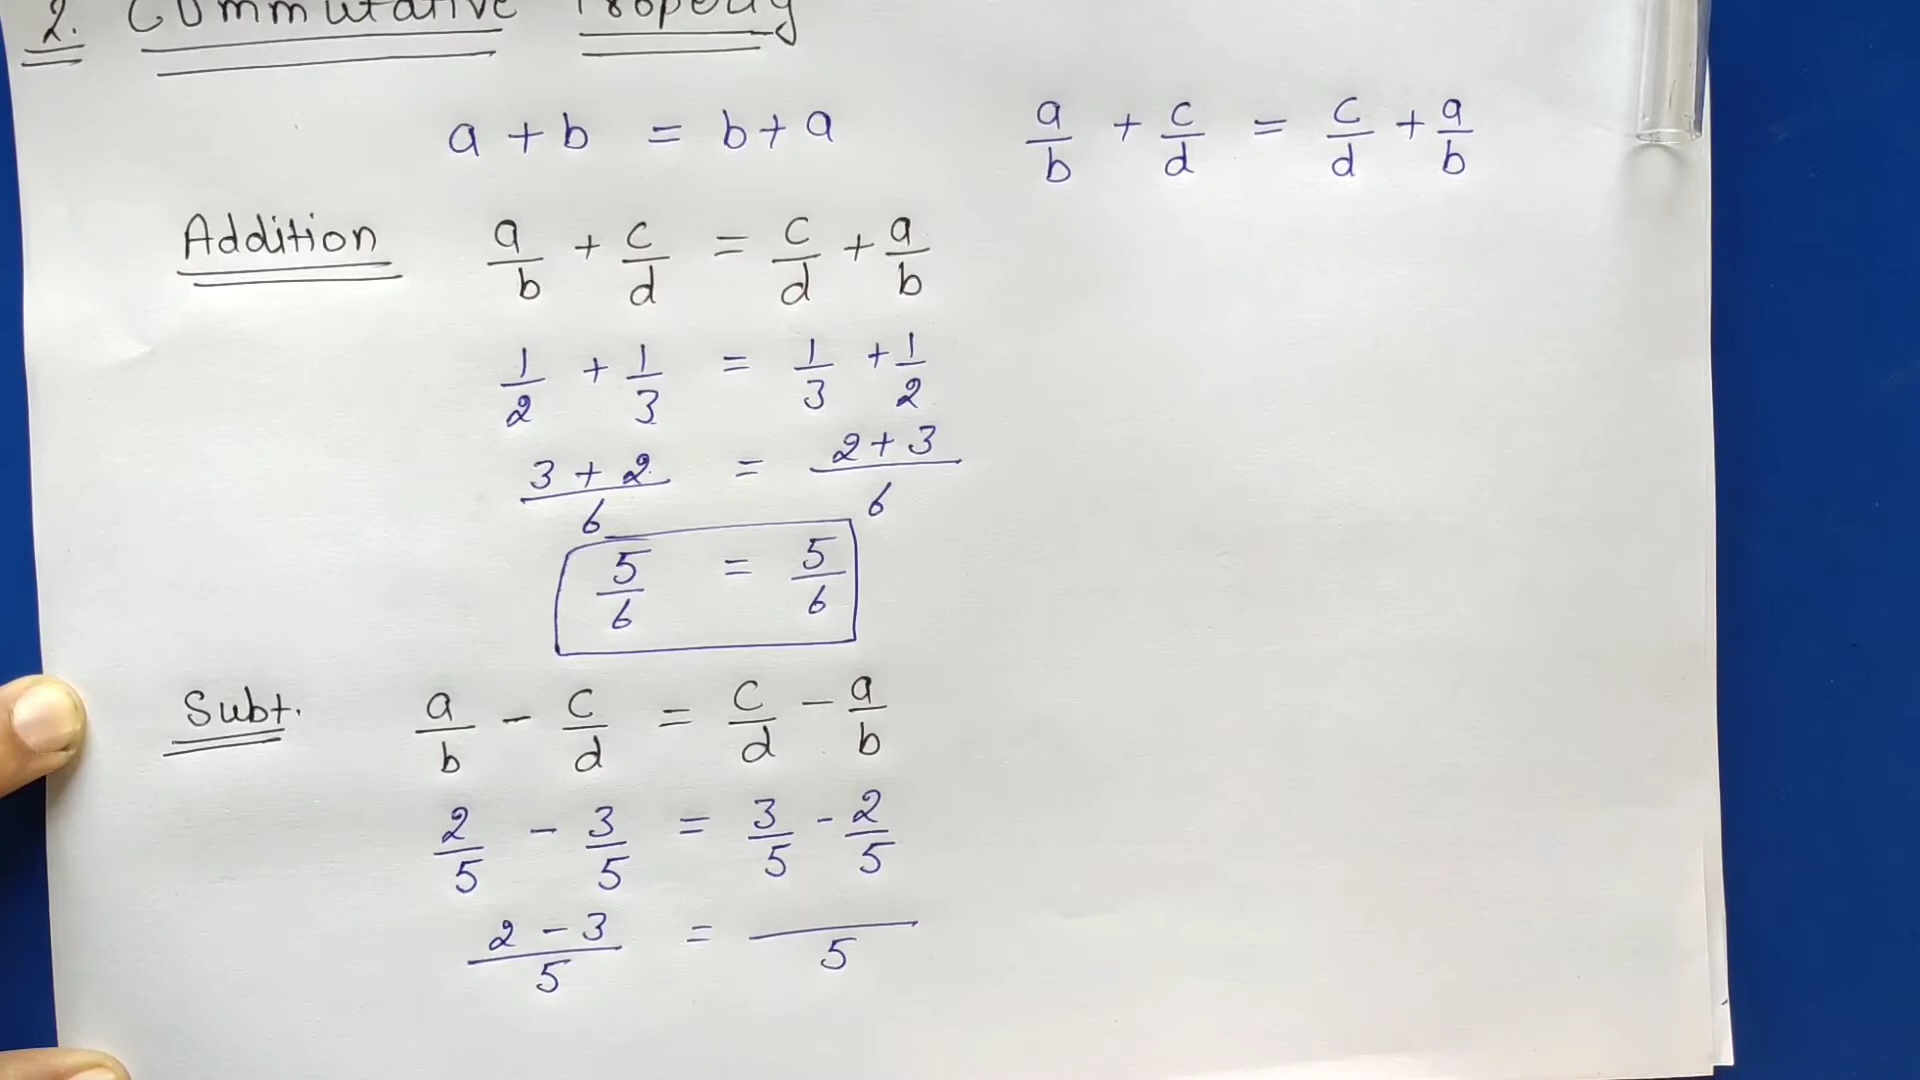 2. Commutative Property
a + b = b + a
a/b + c/d = c/d + a/b
Addition a/b + c/d = c/d + a/b
1/2 + 1/3 = 1/3 + 1/2
3 + 2/6 = 2 + 3/6
5/6 = 5/6
Subt. a/b - c/d = c/d - a/b
2/5 - 3/5 = 3/5 - 2/5
2 - 3/5 = /5